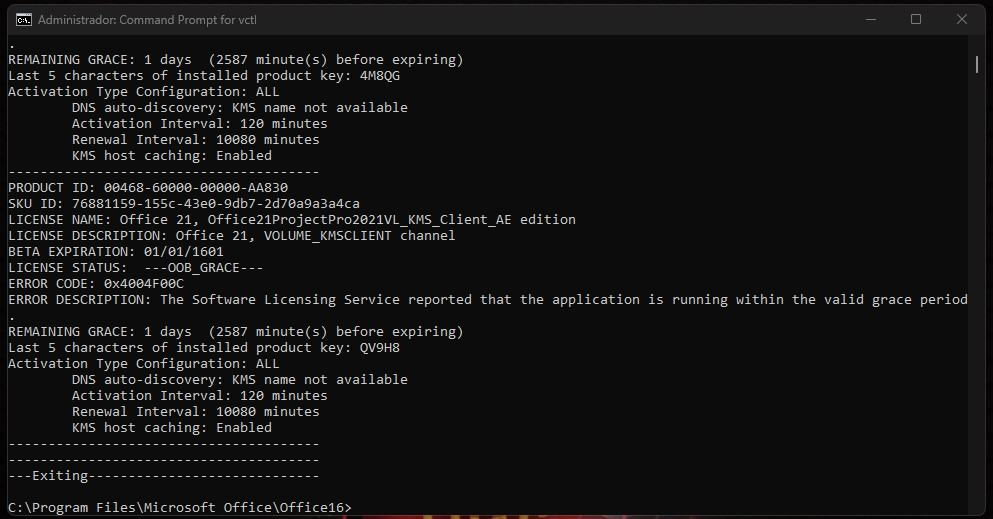 Administrador: Command Prompt for vctl
.
REMAINING GRACE: 1 days  (2587 minute(s) before expiring)
Last 5 characters of installed product key: 4M8QG
Activation Type Configuration: ALL
        DNS auto-discovery: KMS name not available
        Activation Interval: 120 minutes
        Renewal Interval: 10080 minutes
        KMS host caching: Enabled
---------------------------------------
PRODUCT ID: 00468-60000-00000-AA830
SKU ID: 76881159-155c-43e0-9db7-2d70a9a3a4ca
LICENSE NAME: Office 21, Office21ProjectPro2021VL_KMS_Client_AE edition
LICENSE DESCRIPTION: Office 21, VOLUME_KMSCLIENT channel
BETA EXPIRATION: 01/01/1601
LICENSE STATUS:  ---OOB_GRACE---
ERROR CODE: 0x4004F00C
ERROR DESCRIPTION: The Software Licensing Service reported that the application is running within the valid grace period
.
REMAINING GRACE: 1 days  (2587 minute(s) before expiring)
Last 5 characters of installed product key: QV9H8
Activation Type Configuration: ALL
        DNS auto-discovery: KMS name not available
        Activation Interval: 120 minutes
        Renewal Interval: 10080 minutes
        KMS host caching: Enabled
---------------------------------------
---------------------------------------
---Exiting-----------------------------
C:\Program Files\Microsoft Office\Office16>